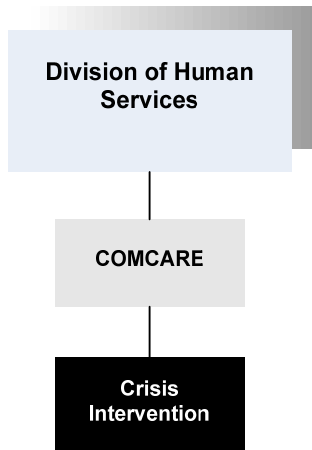 Division of Human
Services
COMCARE
Crisis
Intervention